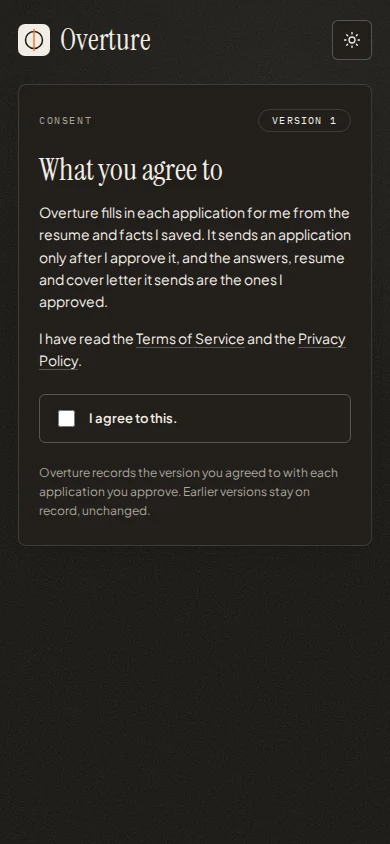 Overture
CONSENT
VERSION 1
What you agree to
Overture fills in each application for me from the
resume and facts I saved. It sends an application
only after I approve it, and the answers, resume
and cover letter it sends are the ones I
approved.
I have read the Terms of Service and the Privacy
Policy.
I agree to this.
Overture records the version you agreed to with each
application you approve. Earlier versions stay on
record, unchanged.